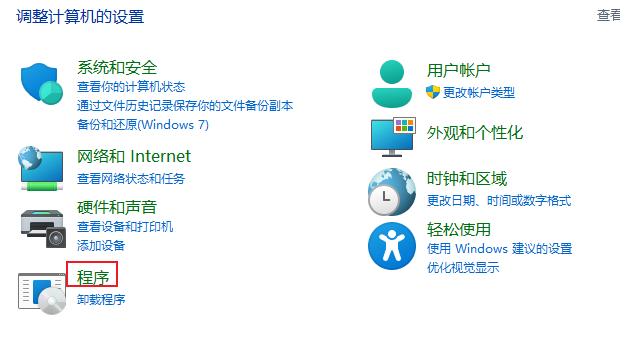 调整计算机的设置
查看
系统和安全
查看你的计算机状态
通过文件历史记录保存你的文件备份副本
备份和还原(Windows 7)
网络和 Internet
查看网络状态和任务
硬件和声音
查看设备和打印机
添加设备
程序
卸载程序
用户帐户
更改帐户类型
外观和个性化
时钟和区域
更改日期、时间或数字格式
轻松使用
使用 Windows 建议的设置
优化视觉显示